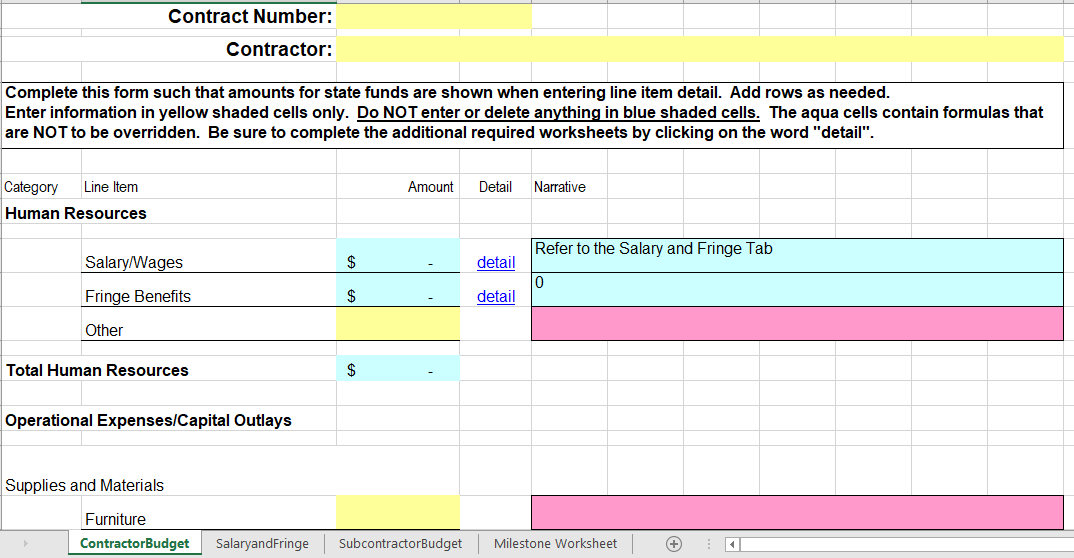 Contract Number:
Contractor:
Complete this form such that amounts for state funds are shown when entering line item detail.  Add rows as needed.
Enter information in yellow shaded cells only.  Do NOT enter or delete anything in blue shaded cells.  The aqua cells contain formulas that
are NOT to be overridden.  Be sure to complete the additional required worksheets by clicking on the word "detail".
Category Line Item Amount Detail Narrative
Human Resources
Refer to the Salary and Fringe Tab
Salary/Wages $ - detail
0
Fringe Benefits $ - detail
Other
Total Human Resources $ -
Operational Expenses/Capital Outlays
Supplies and Materials
Furniture
ContractorBudget SalaryandFringe SubcontractorBudget Milestone Worksheet